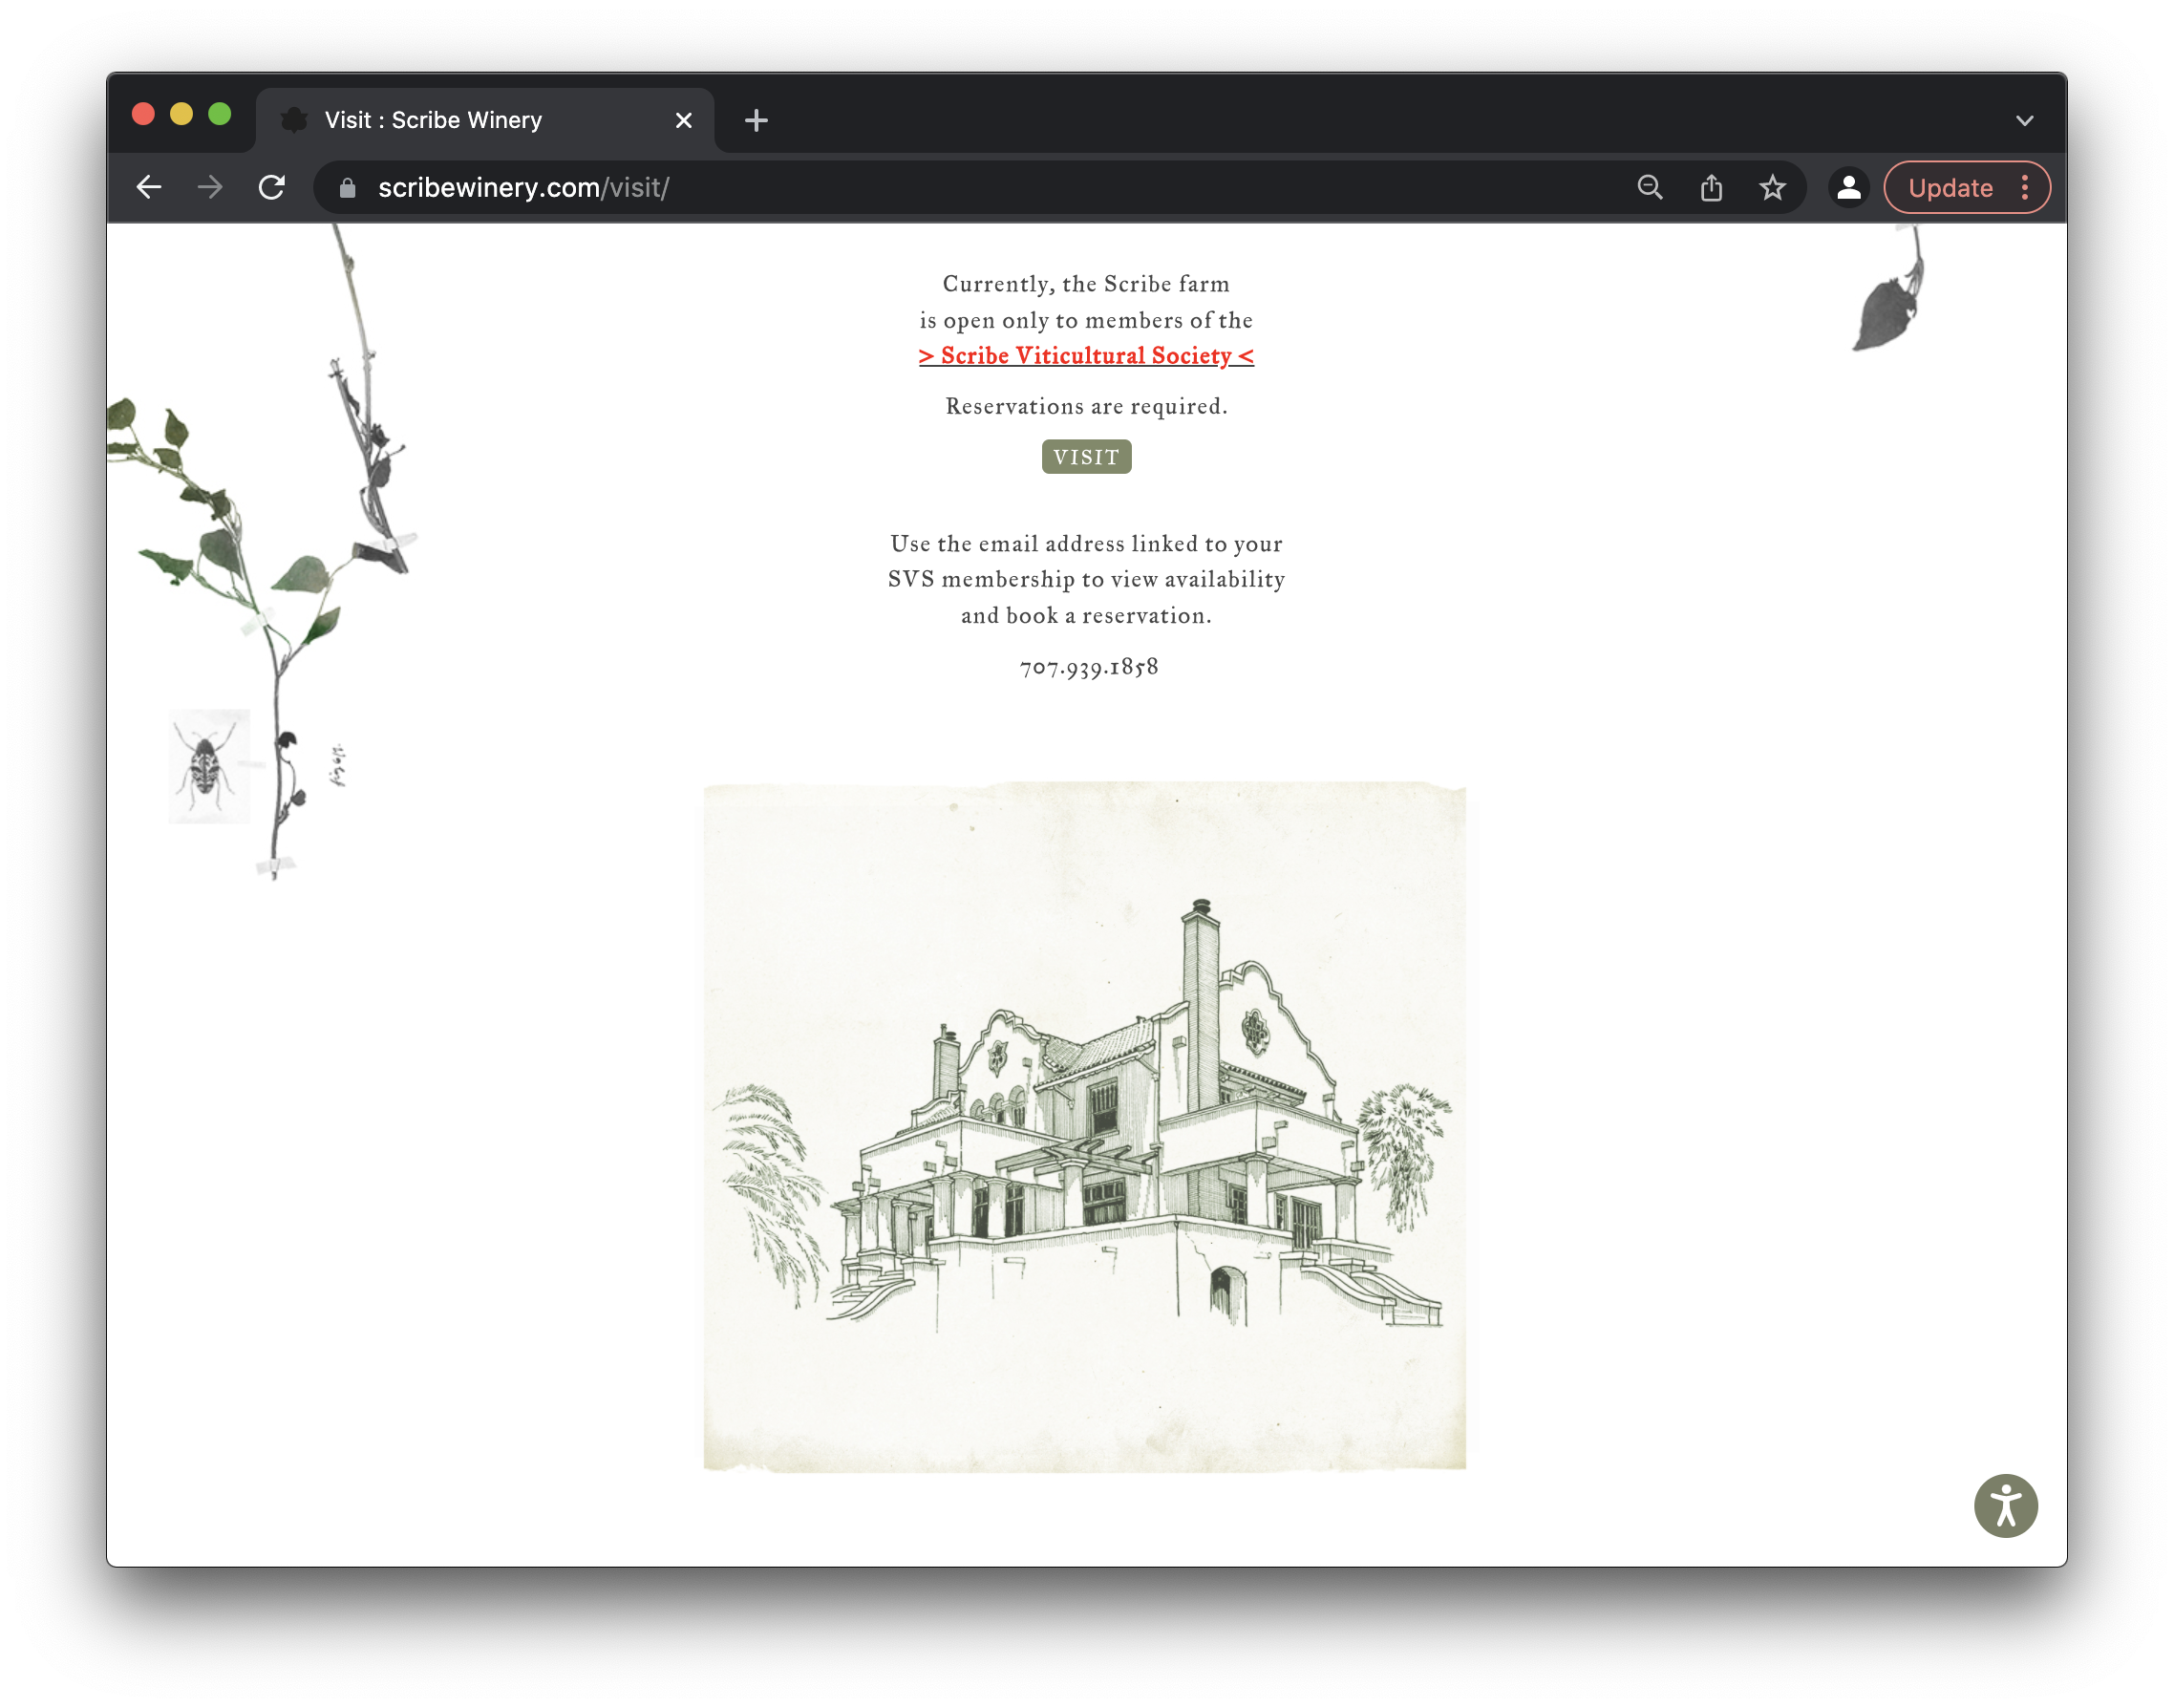 Visit : Scribe Winery
scribewinery.com/visit/
Update
Currently, the Scribe farm
is open only to members of the
> Scribe Viticultural Society <
Reservations are required.
VISIT
Use the email address linked to your
SVS membership to view availability
and book a reservation.
707.939.1858